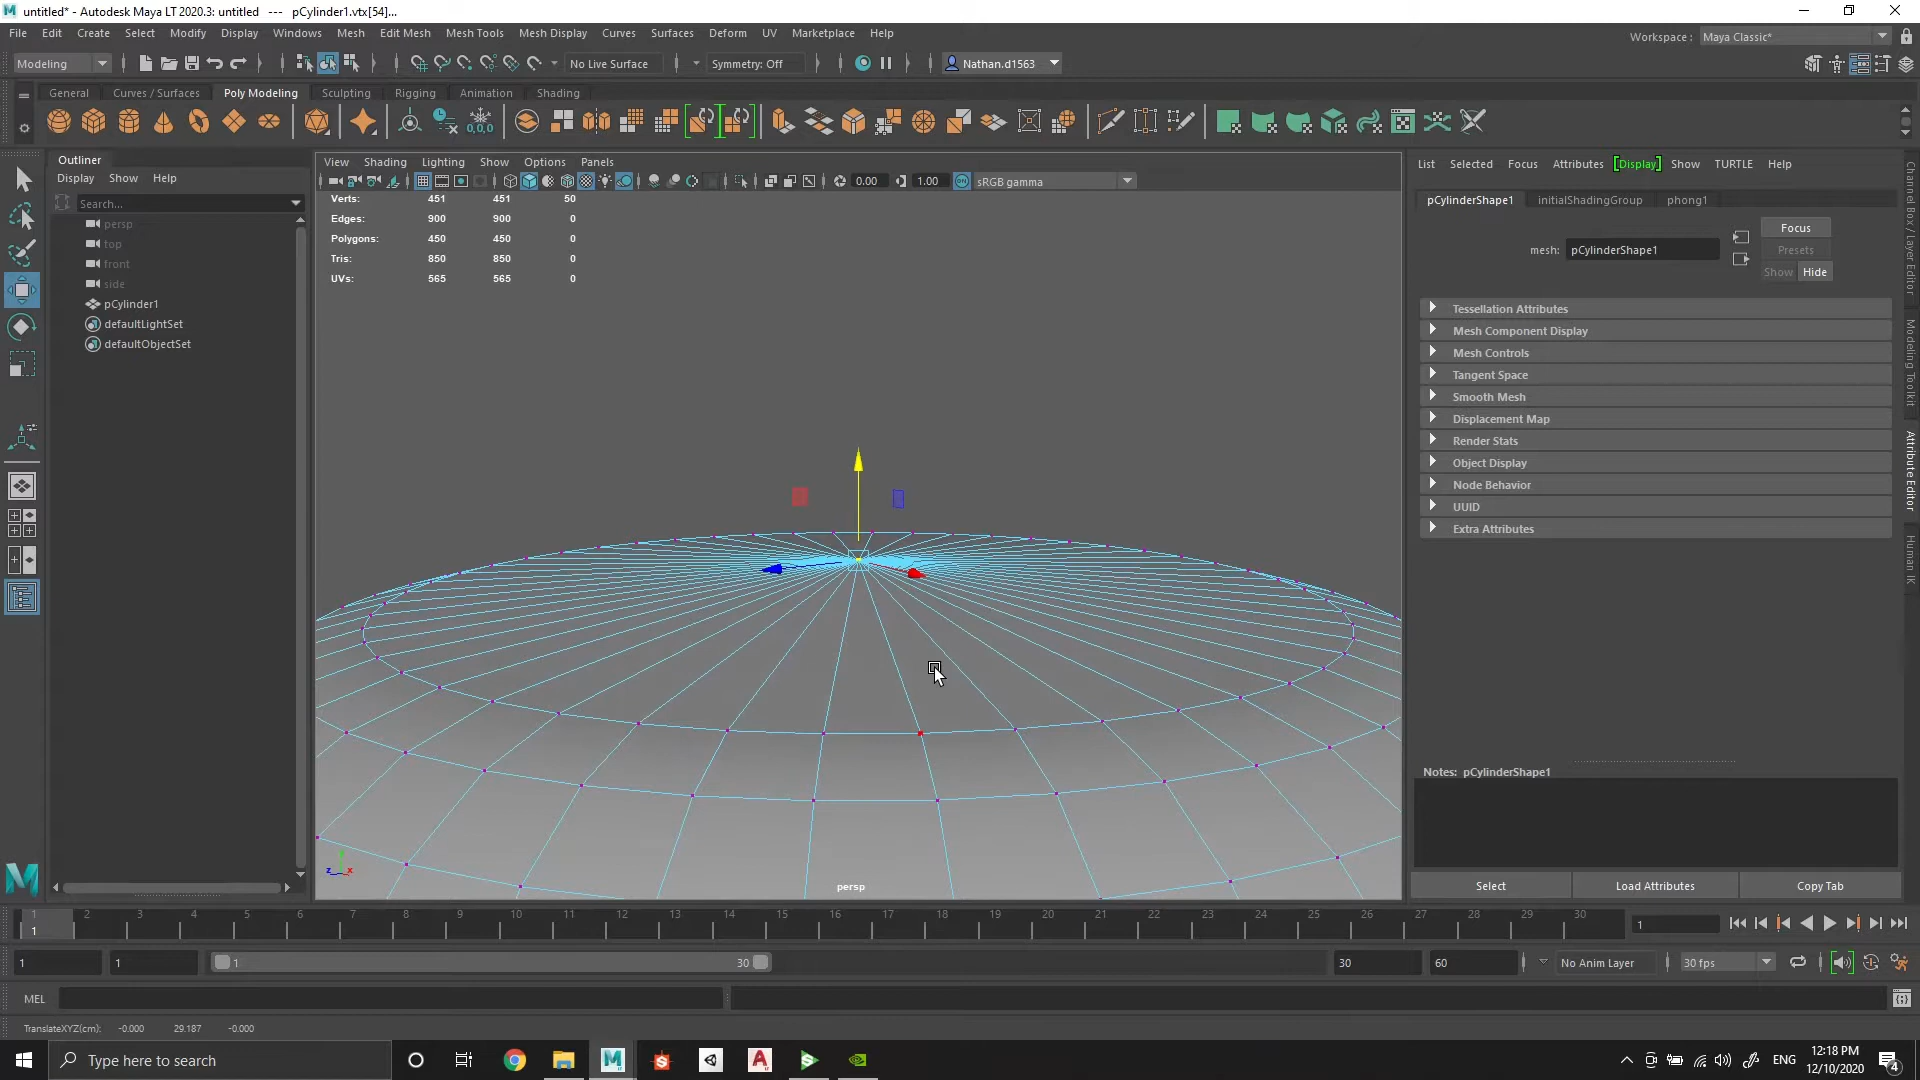 untitled* - Autodesk Maya LT 2020.3: untitled --- pCylinder1.vtx[54]...
File Edit Create Select Modify Display Windows Mesh Edit Mesh Mesh Tools Mesh Display Curves Surfaces Deform UV Marketplace Help
Workspace : Maya Classic*
Modeling No Live Surface Symmetry: Off Nathan.d1563
General Curves / Surfaces Poly Modeling Sculpting Rigging Animation Shading
0,0,0
Outliner
Display Show Help
Search...
persp
top
front
side
pCylinder1
defaultLightSet
defaultObjectSet
View Shading Lighting Show Options Panels
0.00 1.00 ON sRGB gamma
Verts: 451 451 50
Edges: 900 900 0
Polygons: 450 450 0
Tris: 850 850 0
UVs: 565 565 0
z x
persp
List Selected Focus Attributes [Display] Show TURTLE Help
pCylinderShape1 initialShadingGroup phong1
Focus
mesh: pCylinderShape1
Presets
Show Hide
Tessellation Attributes
Mesh Component Display
Mesh Controls
Tangent Space
Smooth Mesh
Displacement Map
Render Stats
Object Display
Node Behavior
UUID
Extra Attributes
Notes: pCylinderShape1
Select Load Attributes Copy Tab
Channel Box / Layer Editor
Modeling Toolkit
Attribute Editor
Human IK
1 2 3 4 5 6 7 8 9 10 11 12 13 14 15 16 17 18 19 20 21 22 23 24 25 26 27 28 29 30
1 1
1 1 1 30 30 60 No Anim Layer 30 fps
MEL
TranslateXYZ(cm): -0.000 29.187 -0.000
Type here to search
ENG
12:18 PM
12/10/2020
4